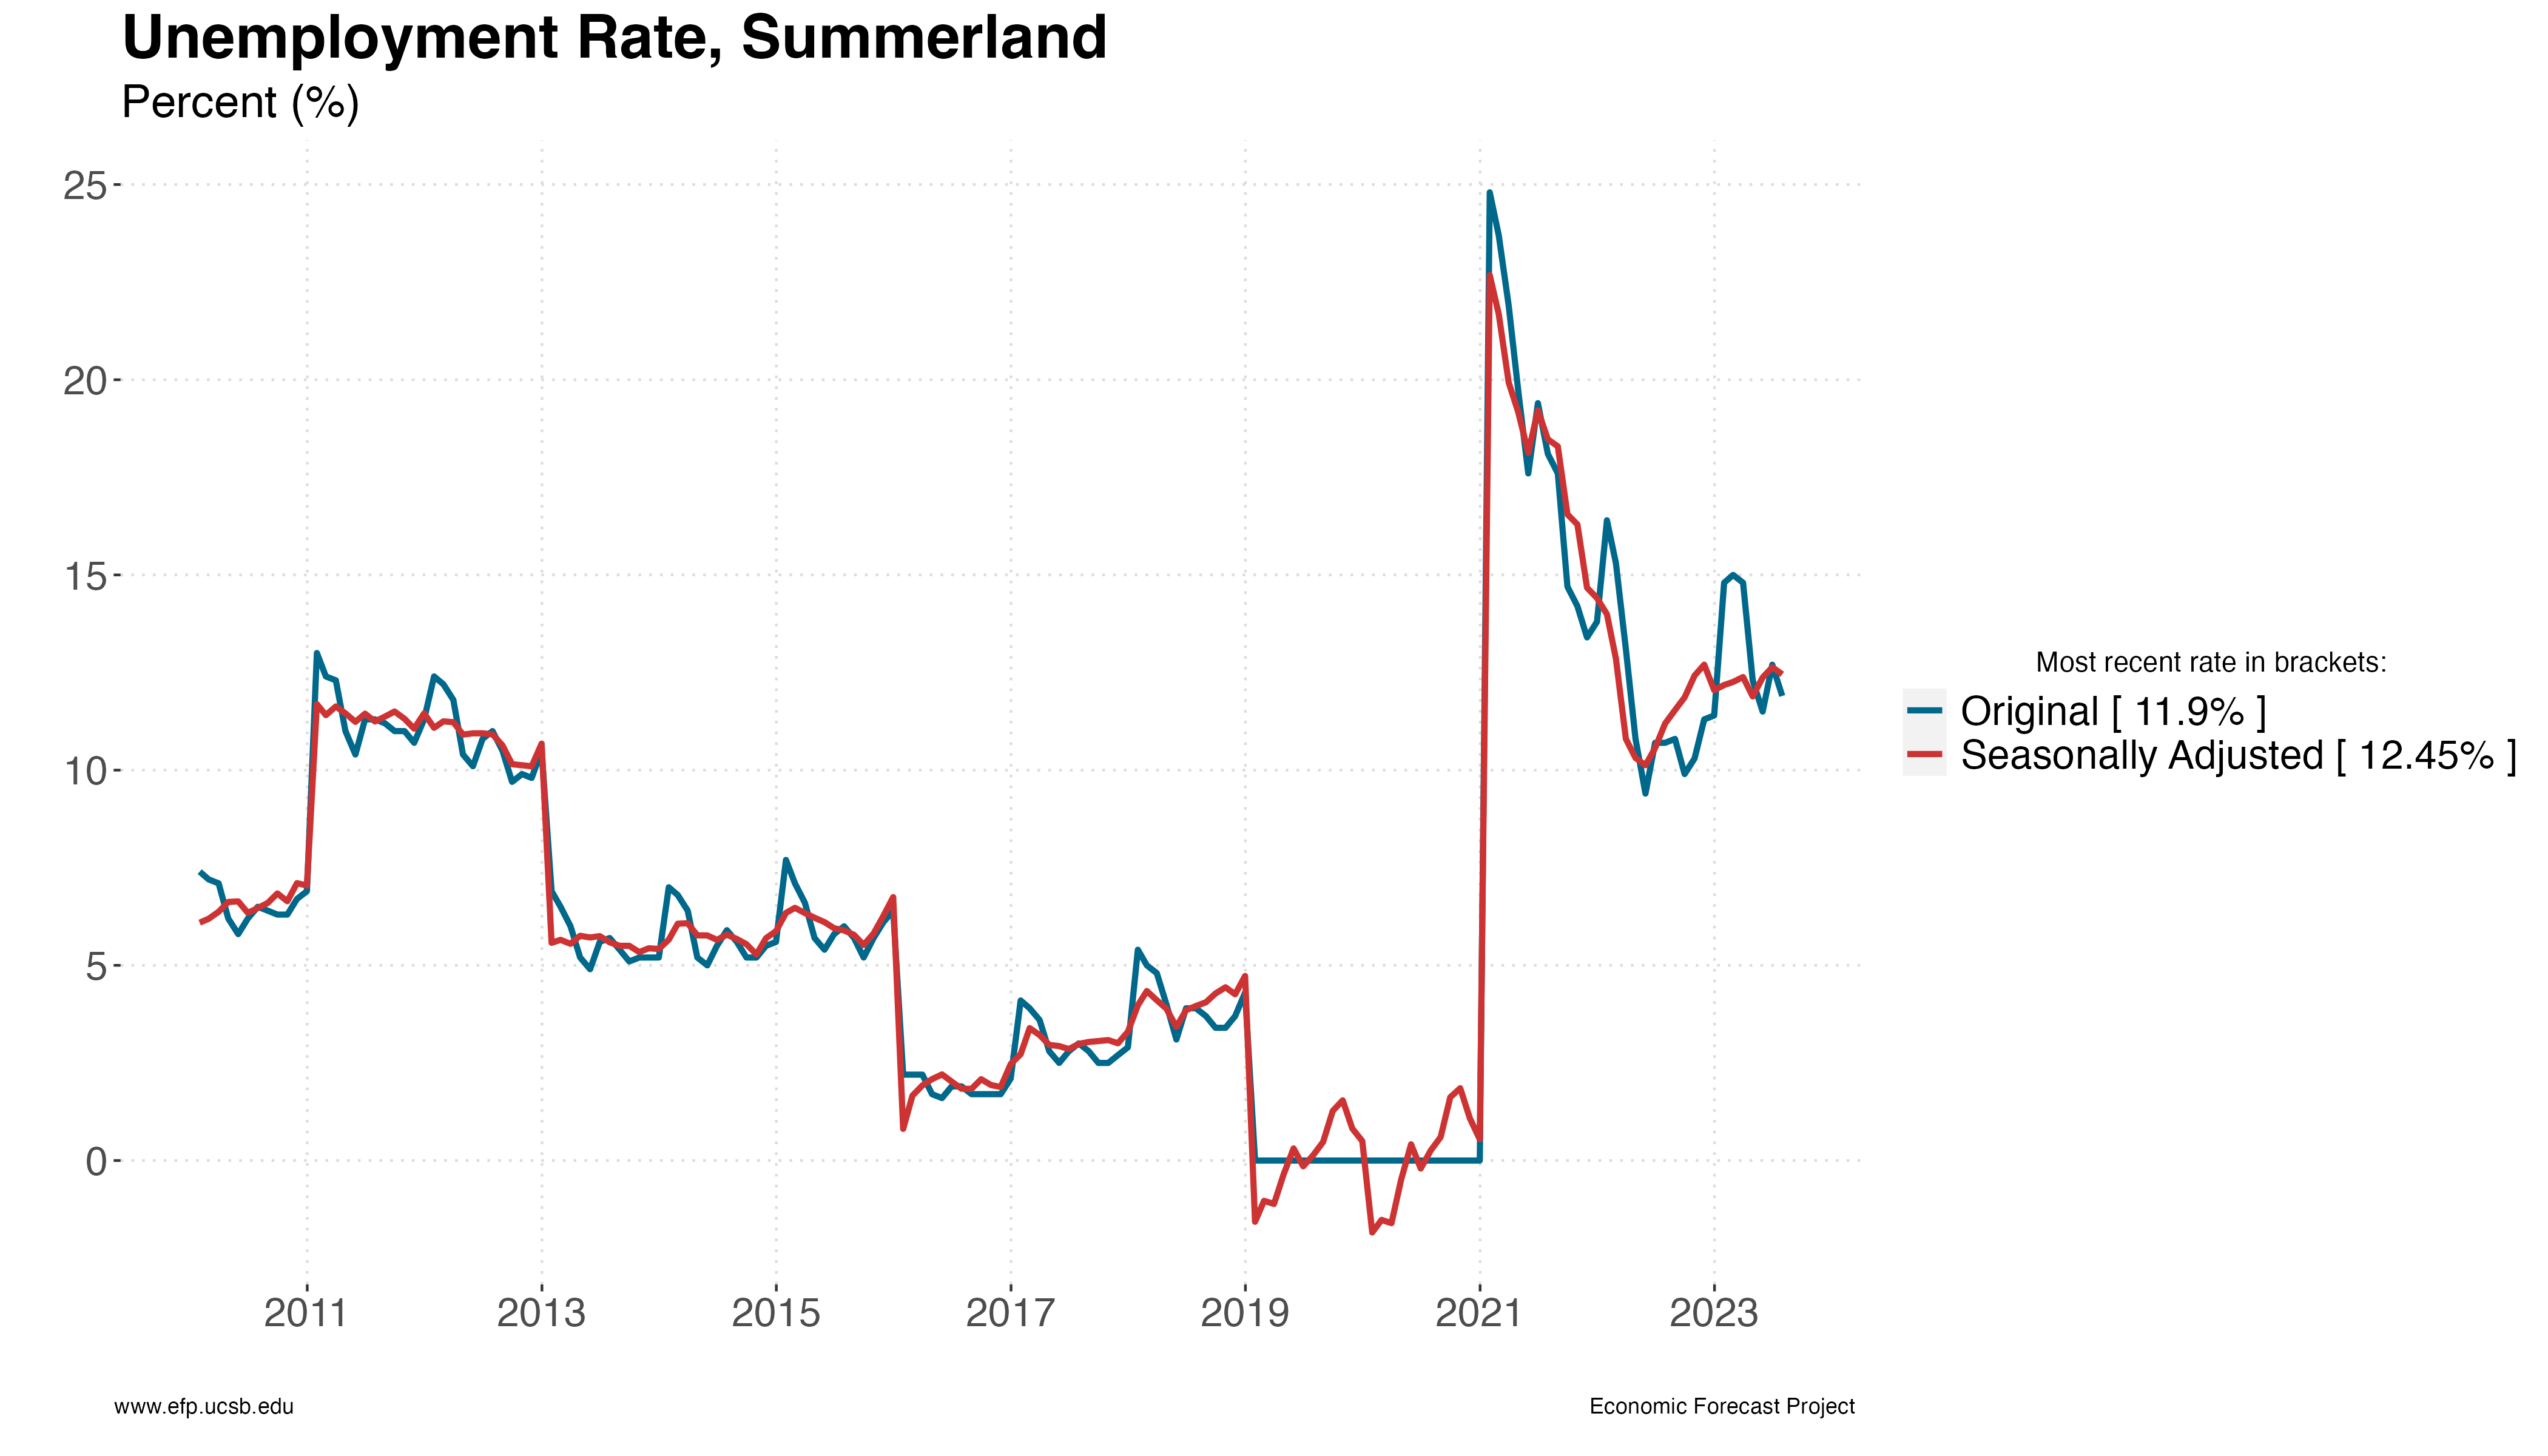 Unemployment Rate, Summerland
Percent (%)
25
20
15
10
5
0
2011 2013 2015 2017 2019 2021 2023
Most recent rate in brackets:
Original [ 11.9% ]
Seasonally Adjusted [ 12.45% ]
www.efp.ucsb.edu
Economic Forecast Project